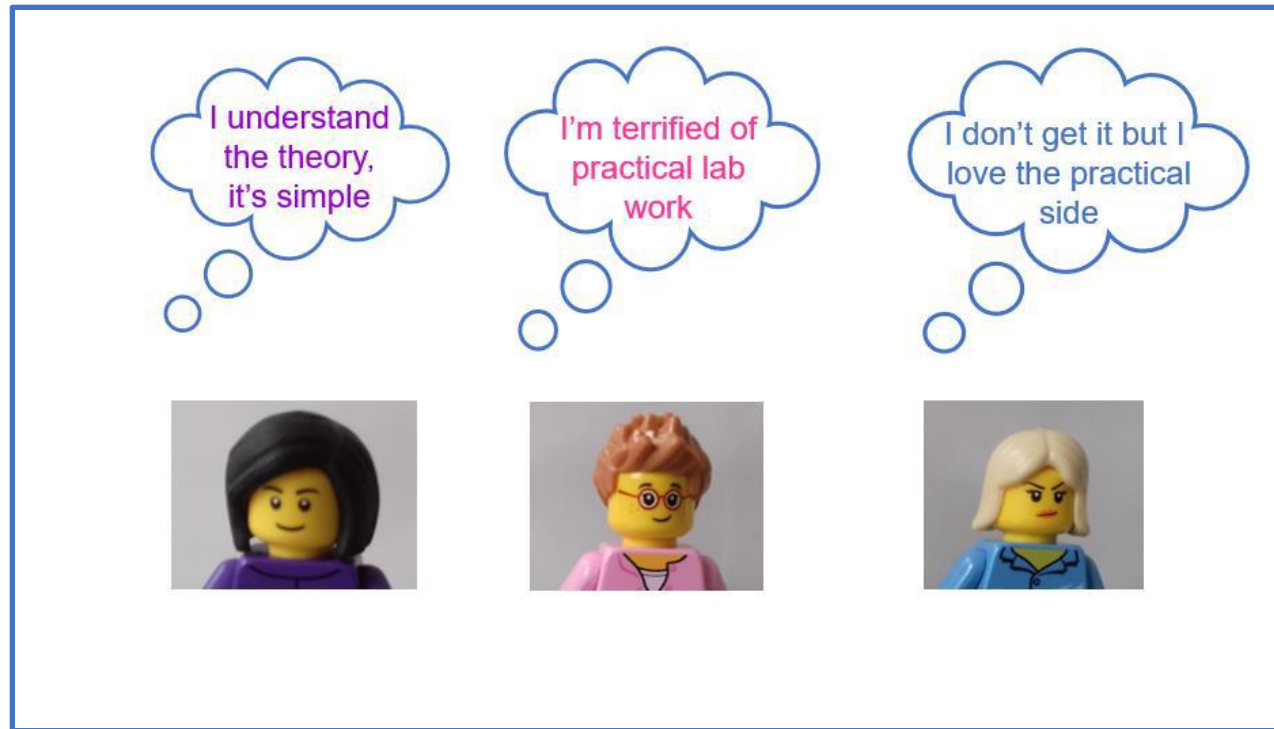 I understand
the theory,
it's simple
I'm terrified of
practical lab
work
I don't get it but I
love the practical
side